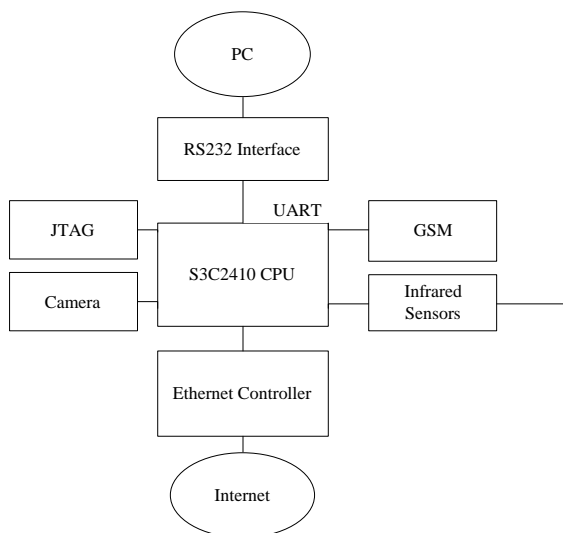 PC
RS232 Interface
UART
JTAG
GSM
S3C2410 CPU
Camera
Infrared
Sensors
Ethernet Controller
Internet